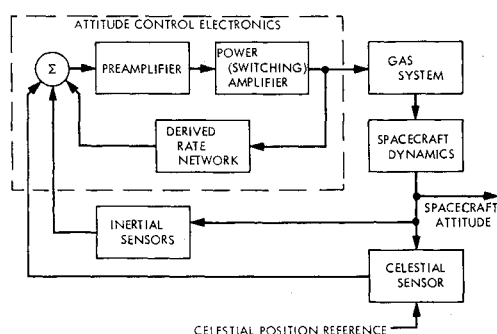 ATTITUDE CONTROL ELECTRONICS
Σ
PREAMPLIFIER
POWER
(SWITCHING)
AMPLIFIER
GAS
SYSTEM
DERIVED
RATE
NETWORK
SPACECRAFT
DYNAMICS
SPACECRAFT
ATTITUDE
INERTIAL
SENSORS
CELESTIAL
SENSOR
CELESTIAL POSITION REFERENCE